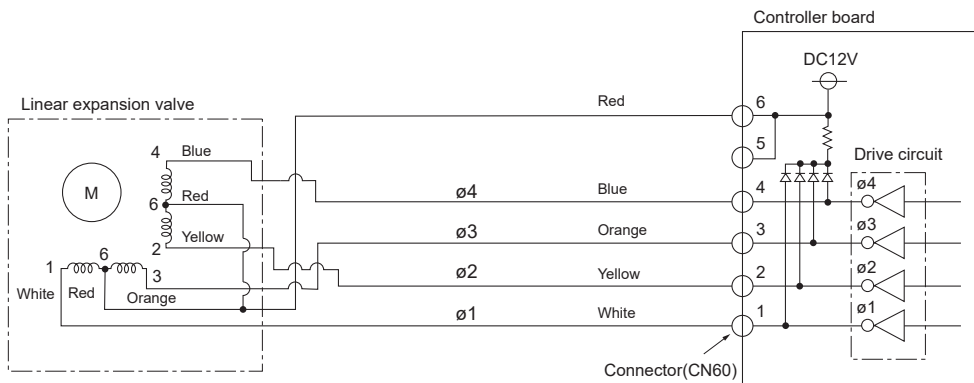 Controller board
DC12V
Linear expansion valve
Red
6
5
Drive circuit
4
Blue
M
6
Red
ø4
Blue
4
ø4
2
Yellow
ø3
Orange
3
ø3
1
6
3
ø2
Yellow
2
ø2
White
Red
Orange
ø1
White
1
ø1
Connector(CN60)